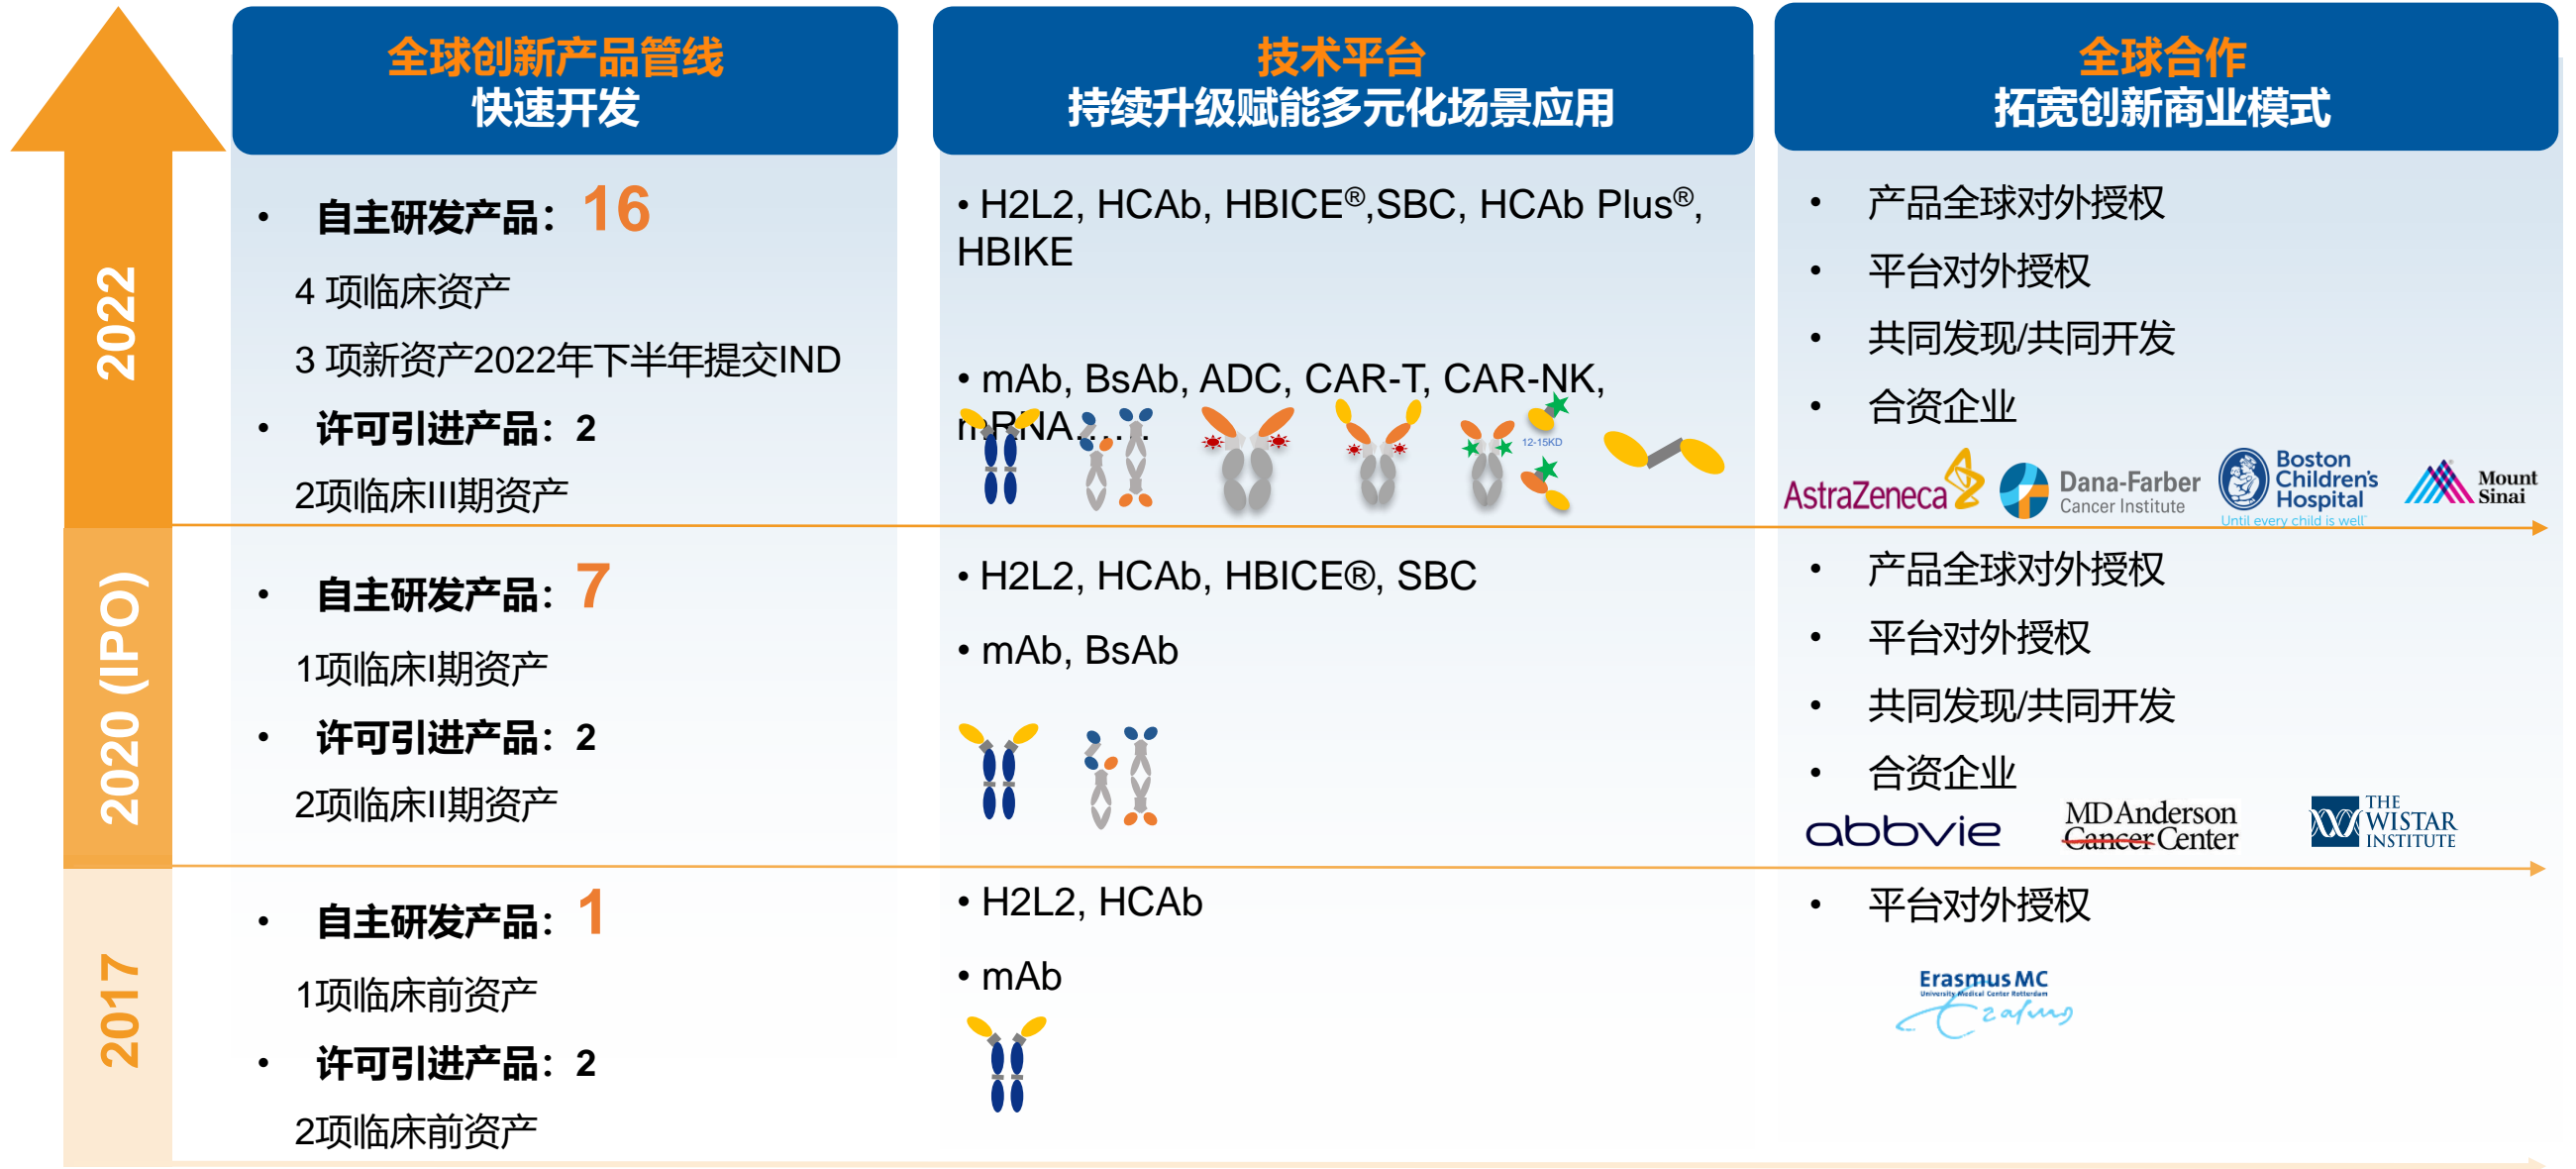 全球创新产品管线
快速开发
技术平台
持续升级赋能多元化场景应用
全球合作
拓宽创新商业模式
2022
• 自主研发产品：16
4 项临床资产
3 项新资产2022年下半年提交IND
• 许可引进产品：2
2项临床III期资产
• H2L2, HCAb, HBICE®,SBC, HCAb Plus®,
HBIKE
• mAb, BsAb, ADC, CAR-T, CAR-NK,
mRNA……
12-15KD
• 产品全球对外授权
• 平台对外授权
• 共同发现/共同开发
• 合资企业
AstraZeneca
Dana-Farber
Cancer Institute
Boston
Children's
Hospital
Until every child is well™
Mount
Sinai
2020 (IPO)
• 自主研发产品：7
1项临床I期资产
• 许可引进产品：2
2项临床II期资产
• H2L2, HCAb, HBICE®, SBC
• mAb, BsAb
• 产品全球对外授权
• 平台对外授权
• 共同发现/共同开发
• 合资企业
abbvie
MD Anderson
Cancer Center
THE
WISTAR
INSTITUTE
2017
• 自主研发产品：1
1项临床前资产
• 许可引进产品：2
2项临床前资产
• H2L2, HCAb
• mAb
• 平台对外授权
Erasmus MC
University Medical Center Rotterdam
Erasmus